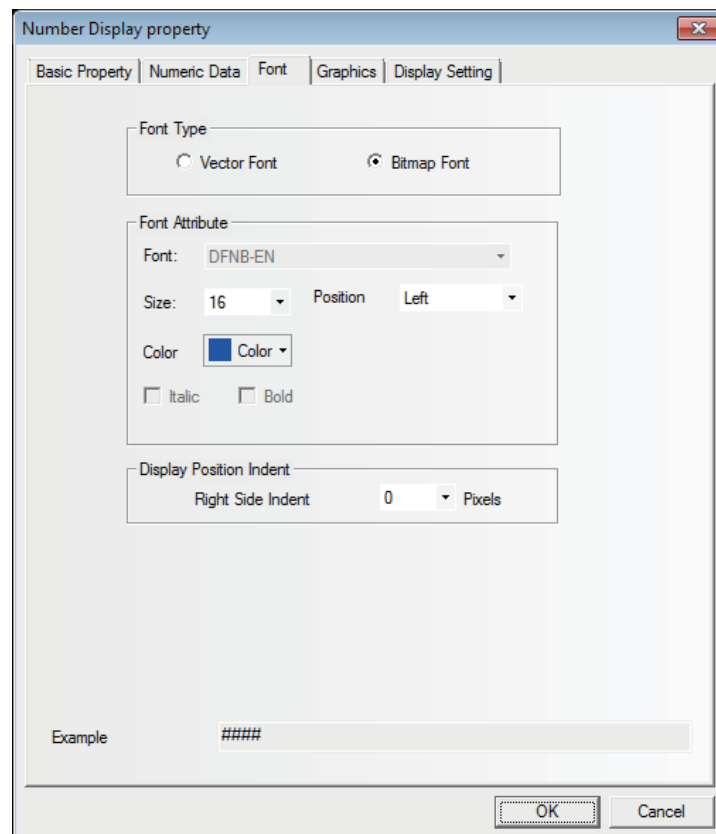 Number Display property
Basic Property Numeric Data Font Graphics Display Setting
Font Type
Vector Font Bitmap Font
Font Attribute
Font: DFNB-EN
Size: 16 Position Left
Color Color
Italic Bold
Display Position Indent
Right Side Indent 0 Pixels
Example ####
OK Cancel